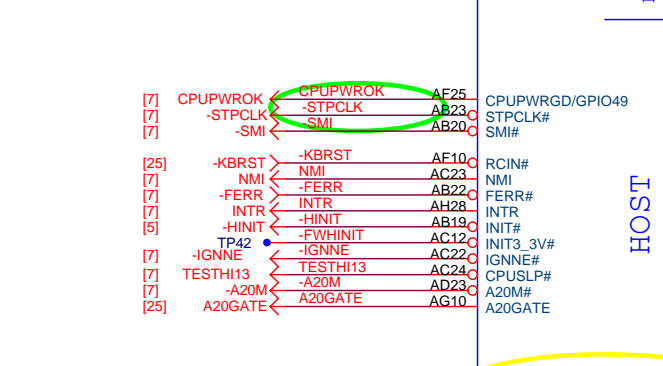 [7] CPUPWROK CPUPWROK AF25 CPUPWRGD/GPIO49
[7] -STPCLK -STPCLK AB23 STPCLK#
[7] -SMI -SMI AB20 SMI#
[25] -KBRST -KBRST AF10 RCIN#
[7] NMI NMI AC23 NMI
[7] -FERR -FERR AB22 FERR#
[7] INTR INTR AH28 INTR
[5] -HINIT -HINIT AB19 INIT#
TP42 -FWHINIT AC12 INIT3_3V#
[7] -IGNNE -IGNNE AC22 IGNNE#
[7] TESTHI13 TESTHI13 AC24 CPUSLP#
[7] -A20M -A20M AD23 A20M#
[25] A20GATE A20GATE AG10 A20GATE
HOST